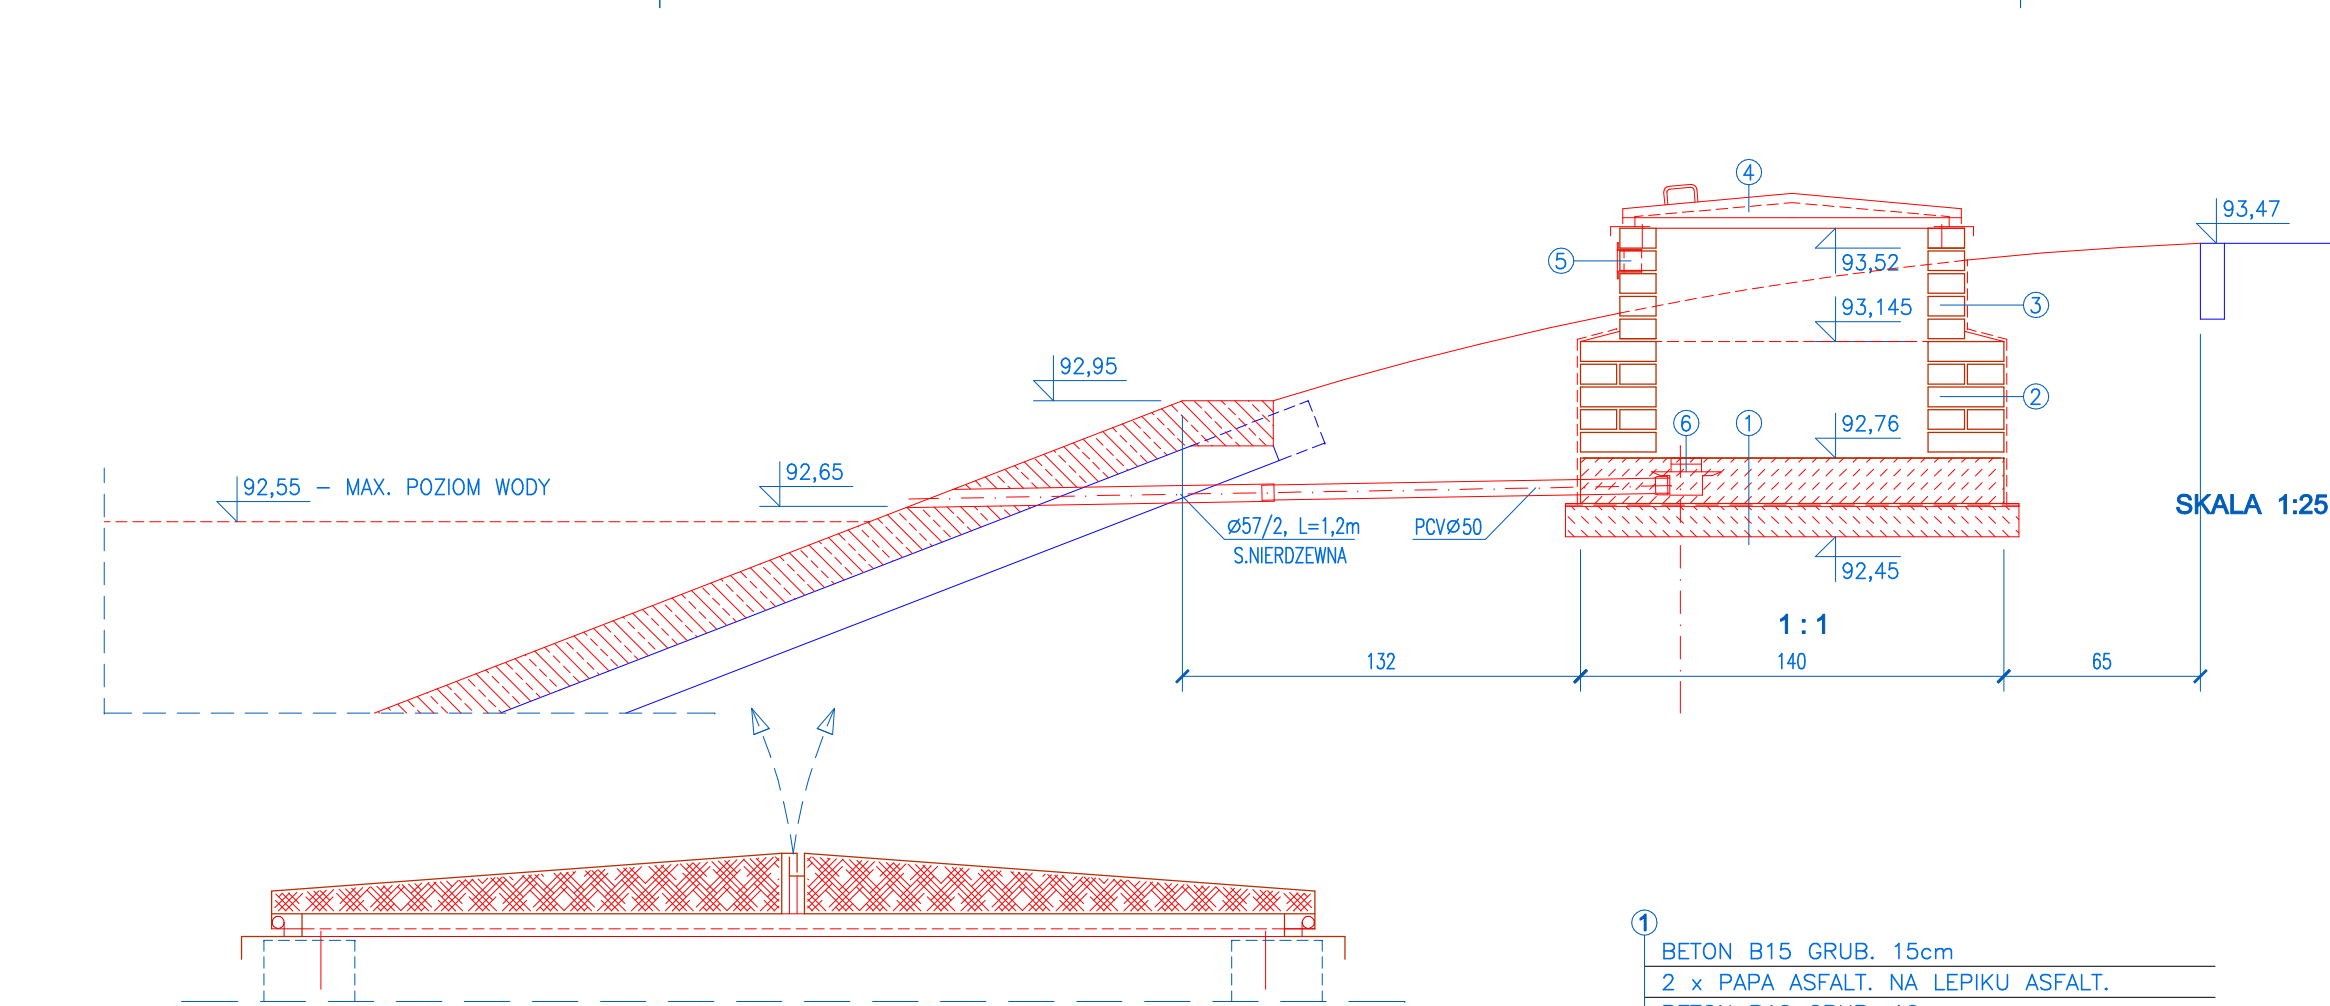 4
93,47
5
93,52
93,145
3
92,95
2
6
1
92,76
92,65
92,55 – MAX. POZIOM WODY
SKALA 1:25
Ø57/2, L=1,2m
S.NIERDZEWNA
PCVØ50
92,45
1 : 1
132
140
65
1
BETON B15 GRUB. 15cm
2 x PAPA ASFALT. NA LEPIKU ASFALT.